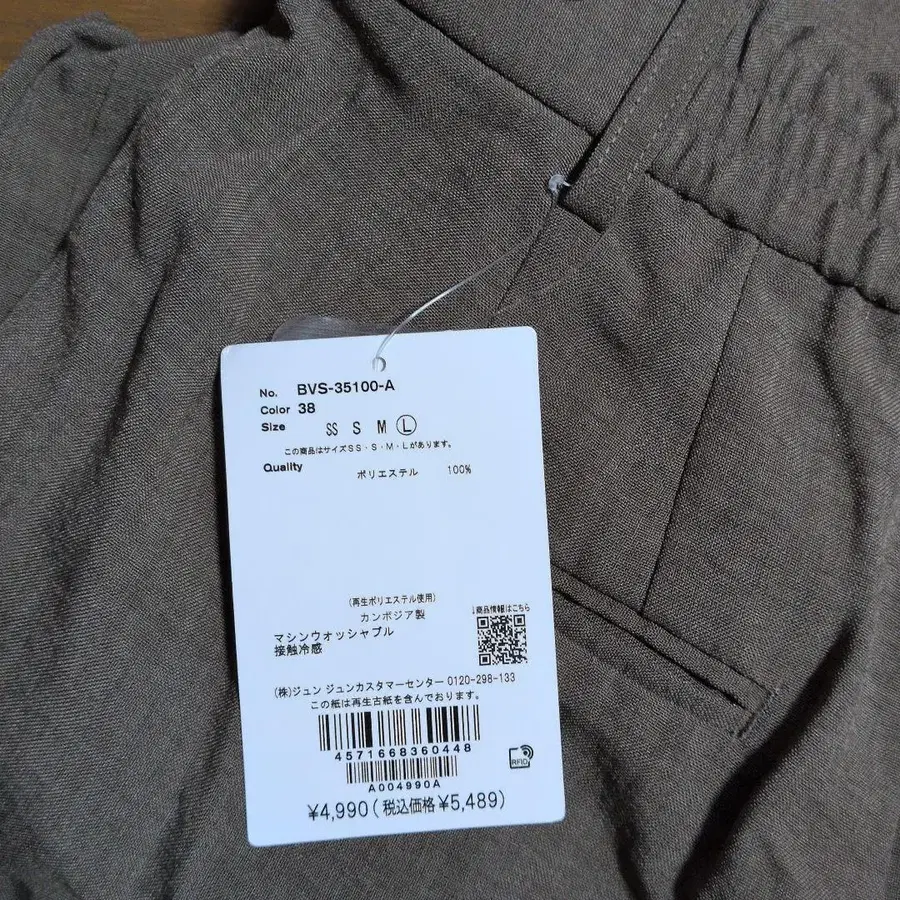 No. BVS-35100-A
Color 38
Size SS S M L
この商品はサイズSS・S・M・Lがあります。
Quality
ポリエステル 100%
(再生ポリエステル使用)
カンボジア製
↓商品情報はこちら
マシンウォッシャブル
接触冷感
(株)ジュン ジュンカスタマーセンター 0120-298-133
この紙は再生古紙を含んでおります。
4571668360448
A004990A
RFID
¥4,990(税込価格¥5,489)